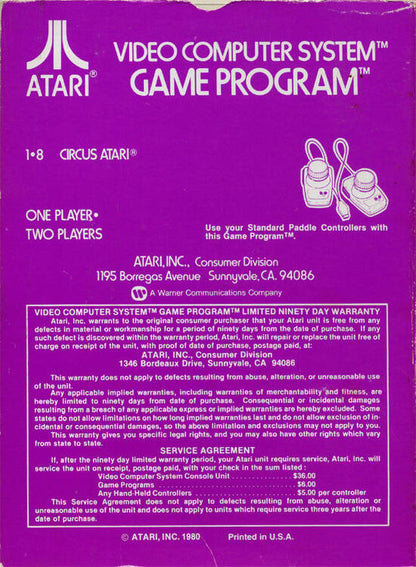 ATARI®
VIDEO COMPUTER SYSTEM™
GAME PROGRAM™
1•8 CIRCUS ATARI®
ONE PLAYER•
TWO PLAYERS
Use your Standard Paddle Controllers with
this Game Program™.
ATARI, INC., Consumer Division
1195 Borregas Avenue Sunnyvale, CA. 94086
A Warner Communications Company
VIDEO COMPUTER SYSTEM™ GAME PROGRAM™ LIMITED NINETY DAY WARRANTY
Atari, Inc. warrants to the original consumer purchaser that your Atari unit is free from any
defects in material or workmanship for a period of ninety days from the date of purchase. If any
such defect is discovered within the warranty period, Atari, Inc. will repair or replace the unit free of
charge on receipt of the unit, with proof of date of purchase, postage paid, at:
ATARI, INC., Consumer Division
1346 Bordeaux Drive, Sunnyvale, CA 94086
This warranty does not apply to defects resulting from abuse, alteration, or unreasonable use
of the unit.
Any applicable implied warranties, including warranties of merchantability and fitness, are
hereby limited to ninety days from date of purchase. Consequential or incidental damages
resulting from a breach of any applicable express or implied warranties are hereby excluded. Some
states do not allow limitations on how long implied warranties last and do not allow exclusion of in-
cidental or consequential damages, so the above limitation and exclusions may not apply to you.
This warranty gives you specific legal rights, and you may also have other rights which vary
from state to state.
SERVICE AGREEMENT
If, after the ninety day limited warranty period, your Atari unit requires service, Atari, Inc. will
service the unit on receipt, postage paid, with your check in the sum listed :
Video Computer System Console Unit . . . . . . . . . . . . . . . $36.00
Game Programs . . . . . . . . . . . . . . . . . . . . . . . . . . . . . . . . $6.00
Any Hand-Held Controllers . . . . . . . . . . . . . . . . . . . . . . $5.00 per controller
This Service Agreement does not apply to defects resulting from abuse, alteration or
unreasonable use of the unit and does not apply to units which require service three years after the
date of purchase.
© ATARI, INC. 1980 Printed in U.S.A.